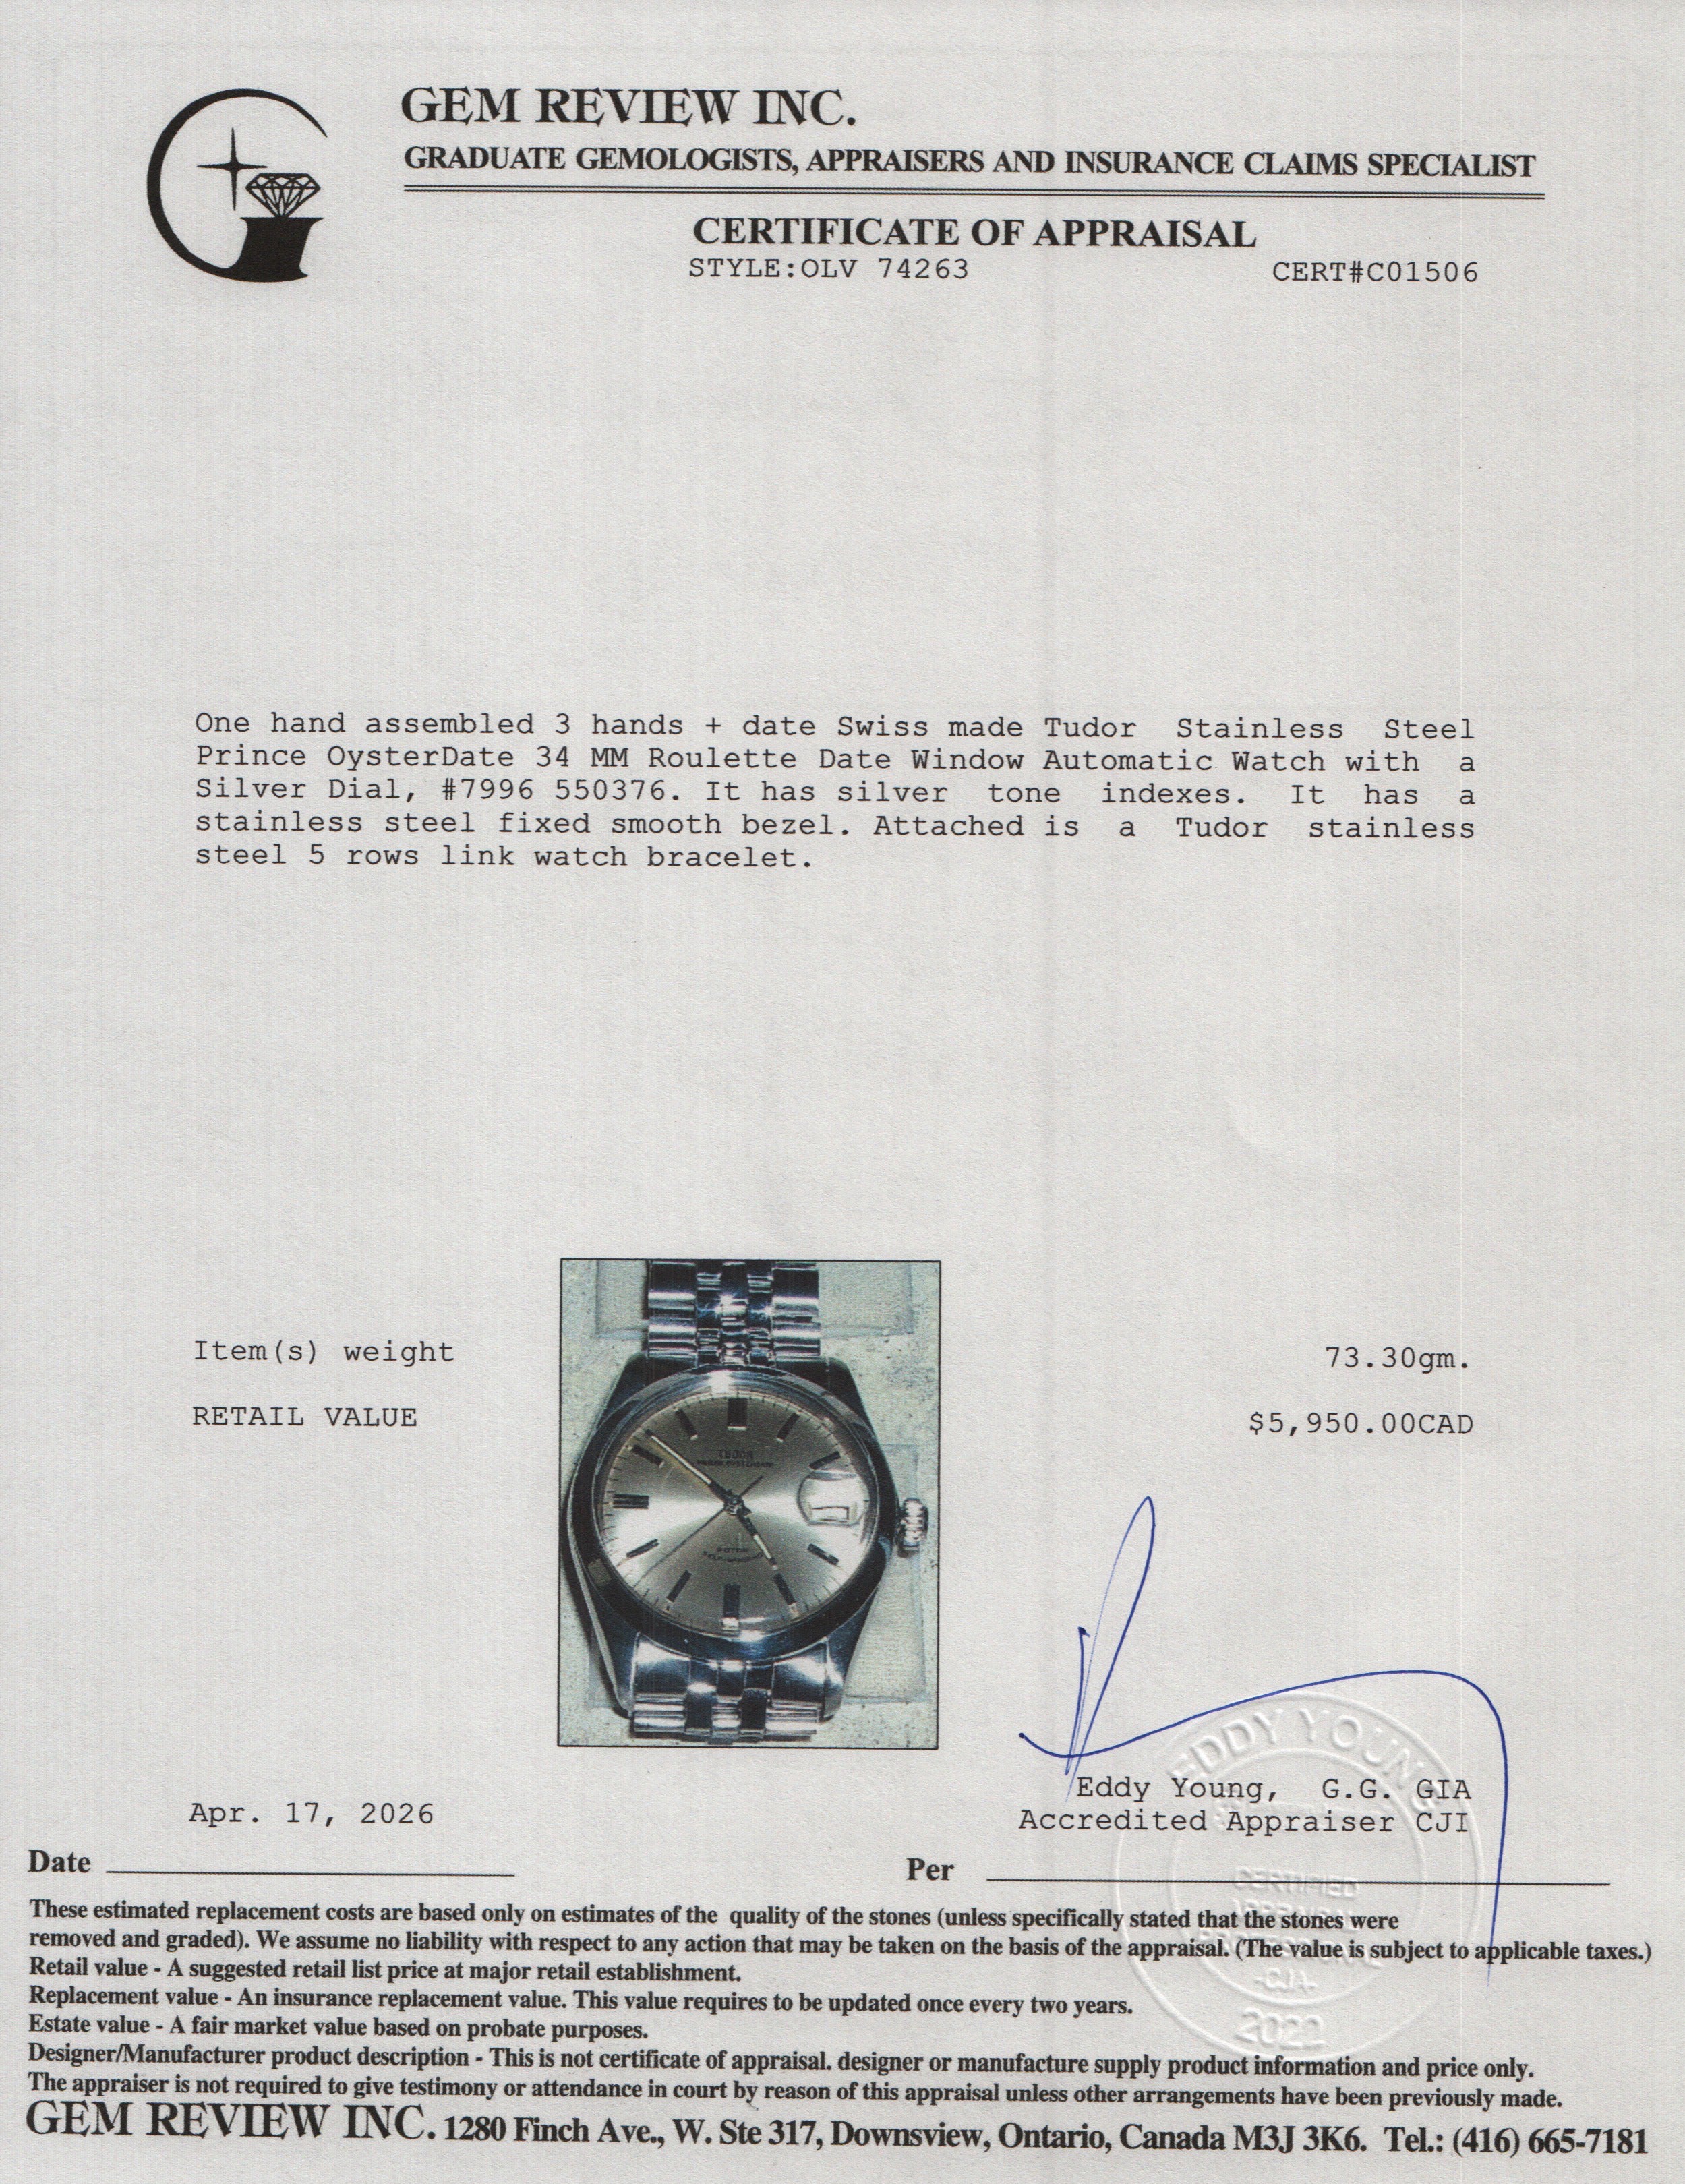 GEM REVIEW INC.
GRADUATE GEMOLOGISTS, APPRAISERS AND INSURANCE CLAIMS SPECIALIST
CERTIFICATE OF APPRAISAL
STYLE:OLV 74263
CERT#C01506
One hand assembled 3 hands + date Swiss made Tudor Stainless Steel
Prince OysterDate 34 MM Roulette Date Window Automatic Watch with a
Silver Dial, #7996 550376. It has silver tone indexes. It has a
stainless steel fixed smooth bezel. Attached is a Tudor stainless
steel 5 rows link watch bracelet.
TUDOR
Item(s) weight 73.30gm.
RETAIL VALUE $5,950.00CAD
EDDY YOUNG
Eddy Young, G.G. GIA
Accredited Appraiser CJI
Apr. 17, 2026
Date
Per
CERTIFIED
APPRAISAL
PROFESSIONAL
-CJA-
2022
These estimated replacement costs are based only on estimates of the quality of the stones (unless specifically stated that the stones were
removed and graded). We assume no liability with respect to any action that may be taken on the basis of the appraisal. (The value is subject to applicable taxes.)
Retail value - A suggested retail list price at major retail establishment.
Replacement value - An insurance replacement value. This value requires to be updated once every two years.
Estate value - A fair market value based on probate purposes.
Designer/Manufacturer product description - This is not certificate of appraisal. designer or manufacture supply product information and price only.
The appraiser is not required to give testimony or attendance in court by reason of this appraisal unless other arrangements have been previously made.
GEM REVIEW INC. 1280 Finch Ave., W. Ste 317, Downsview, Ontario, Canada M3J 3K6. Tel.: (416) 665-7181